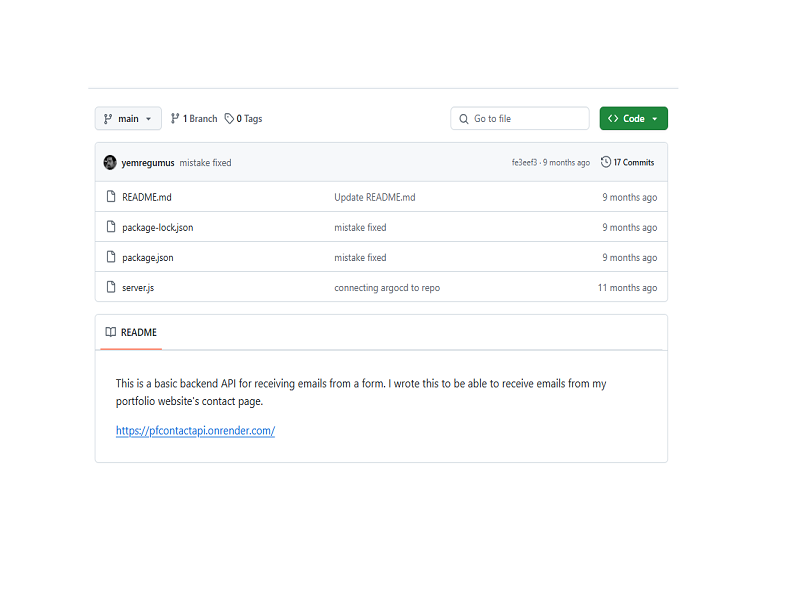 main 1 Branch 0 Tags Go to file Code
yemregumus mistake fixed fe3eef3 · 9 months ago 17 Commits
README.md Update README.md 9 months ago
package-lock.json mistake fixed 9 months ago
package.json mistake fixed 9 months ago
server.js connecting argocd to repo 11 months ago
README
This is a basic backend API for receiving emails from a form. I wrote this to be able to receive emails from my
portfolio website's contact page.
https://pfcontactapi.onrender.com/